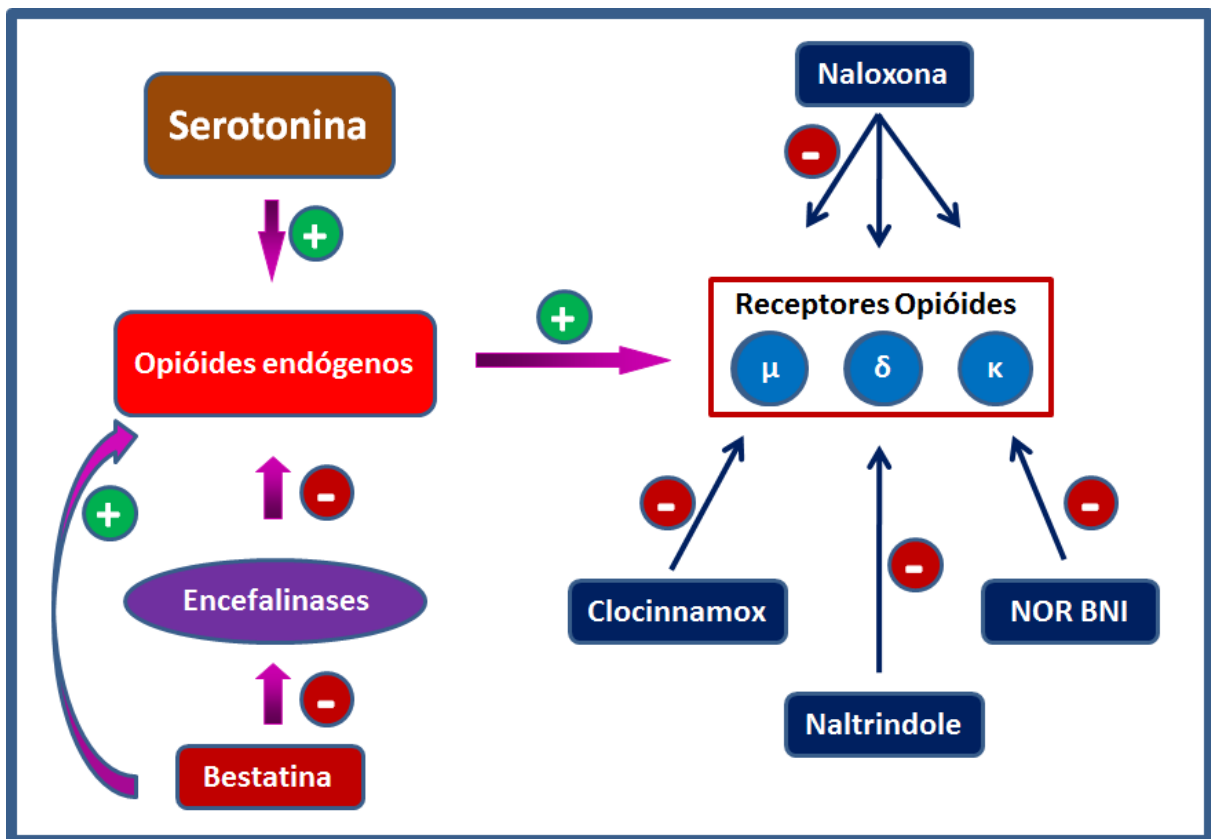 Naloxona
Serotonina
-
+
Receptores Opióides
+
Opióides endógenos
μ
δ
κ
-
+
-
-
-
Encefalinases
Clocinnamox
NOR BNI
-
Naltrindole
Bestatina